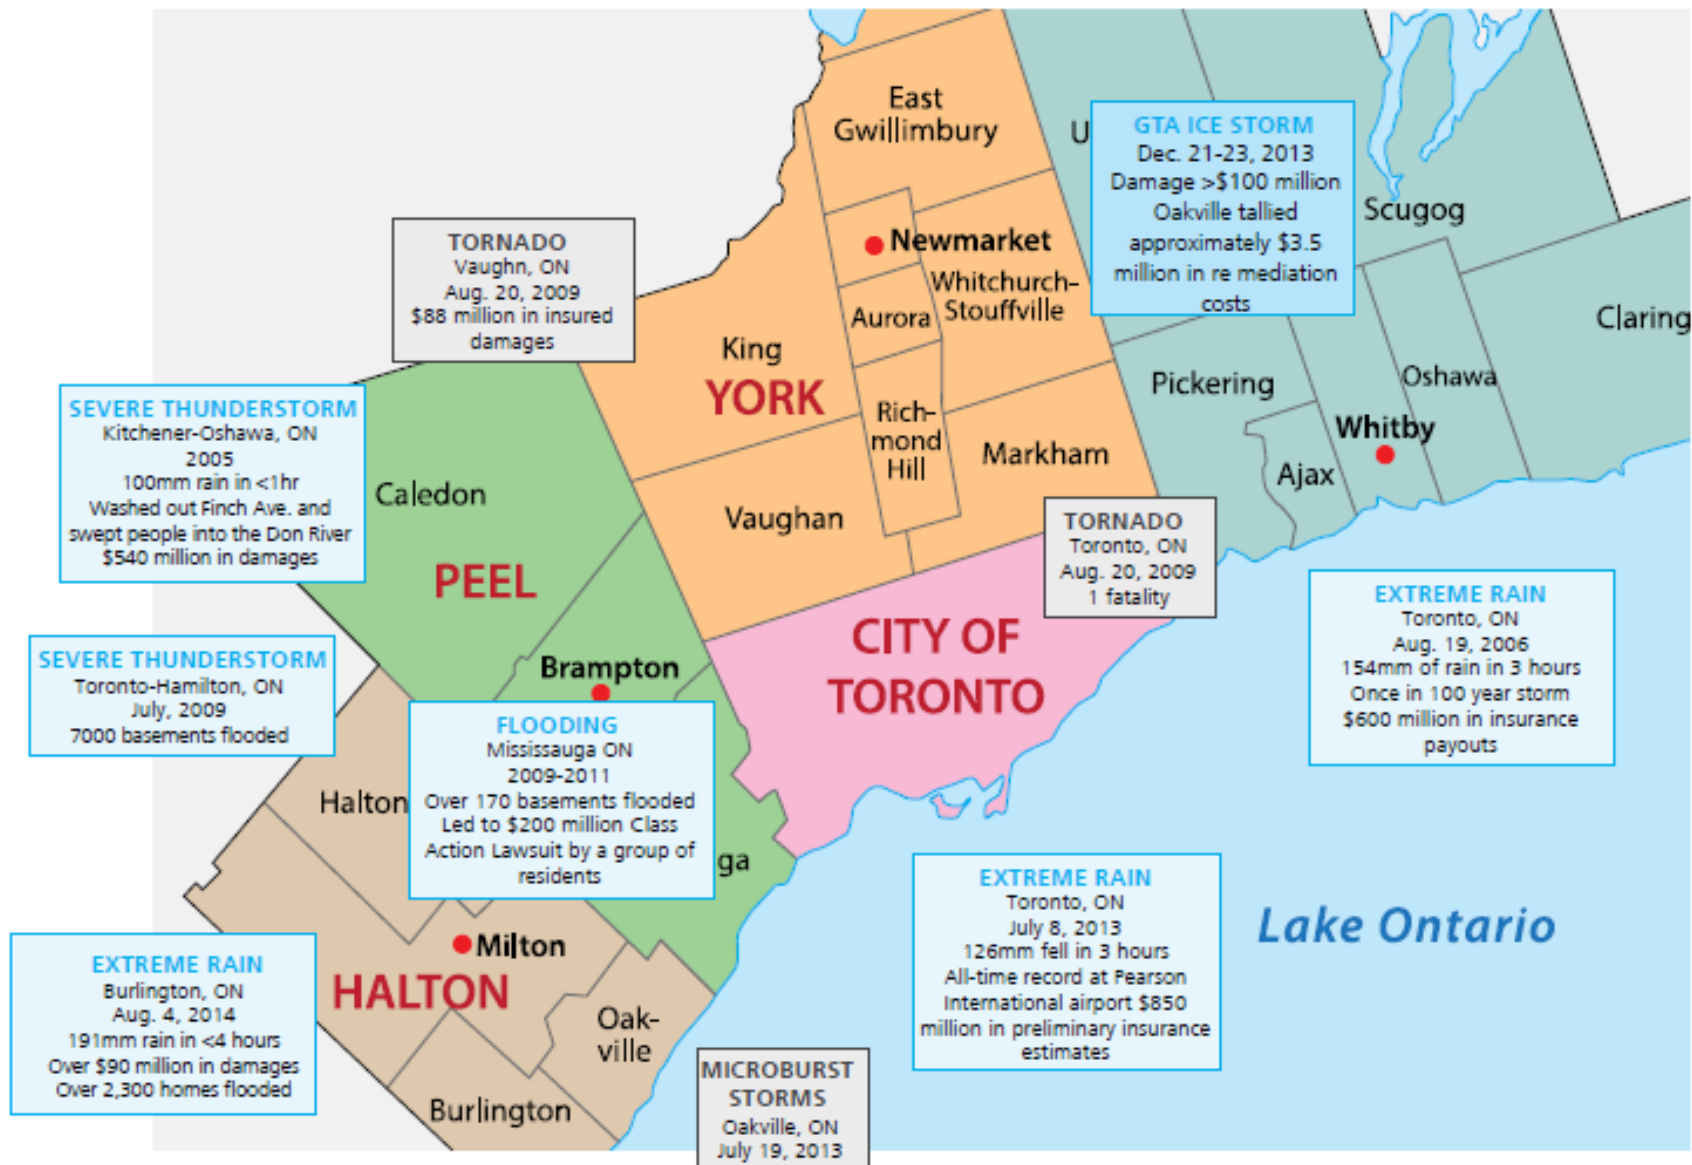 East
Gwillimbury
U
GTA ICE STORM
Dec. 21-23, 2013
Damage >$100 million
Oakville tallied
approximately $3.5
million in re mediation
costs
Scugog
TORNADO
Vaughn, ON
Aug. 20, 2009
$88 million in insured
damages
Newmarket
Whitchurch-
Stouffville
Aurora
Claring
King
YORK
Pickering
Oshawa
SEVERE THUNDERSTORM
Kitchener-Oshawa, ON
2005
100mm rain in <1hr
Washed out Finch Ave. and
swept people into the Don River
$540 million in damages
Rich-
mond
Hill
Whitby
Markham
Ajax
Caledon
Vaughan
PEEL
TORNADO
Toronto, ON
Aug. 20, 2009
1 fatality
EXTREME RAIN
Toronto, ON
Aug. 19, 2006
154mm of rain in 3 hours
Once in 100 year storm
$600 million in insurance
payouts
CITY OF
TORONTO
SEVERE THUNDERSTORM
Toronto-Hamilton, ON
July, 2009
7000 basements flooded
Brampton
FLOODING
Mississauga ON
2009-2011
Over 170 basements flooded
Led to $200 million Class
Action Lawsuit by a group of
residents
Halton
ga
EXTREME RAIN
Toronto, ON
July 8, 2013
126mm fell in 3 hours
All-time record at Pearson
International airport $850
million in preliminary insurance
estimates
Lake Ontario
Milton
HALTON
EXTREME RAIN
Burlington, ON
Aug. 4, 2014
191mm rain in <4 hours
Over $90 million in damages
Over 2,300 homes flooded
Oak-
ville
Burlington
MICROBURST
STORMS
Oakville, ON
July 19, 2013